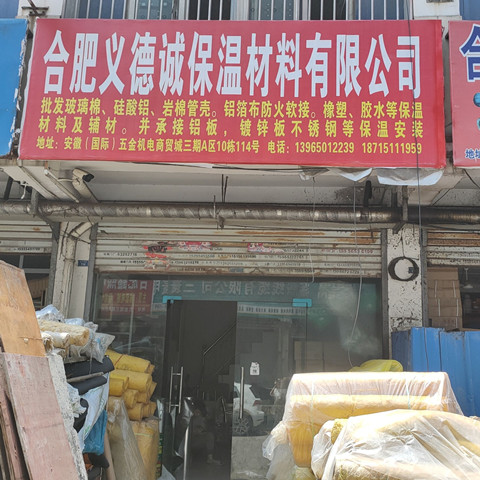 合肥义德诚保温材料有限公司
批发玻璃棉、硅酸铝、岩棉管壳。铝箔布防火软接。橡塑、胶水等保温
材料及辅材。并承接铝板，镀锌板不锈钢等保温安装
地址：安徽（国际）五金机电商贸城三期A区10栋114号 电话：13965012239 18715111959
合
地址